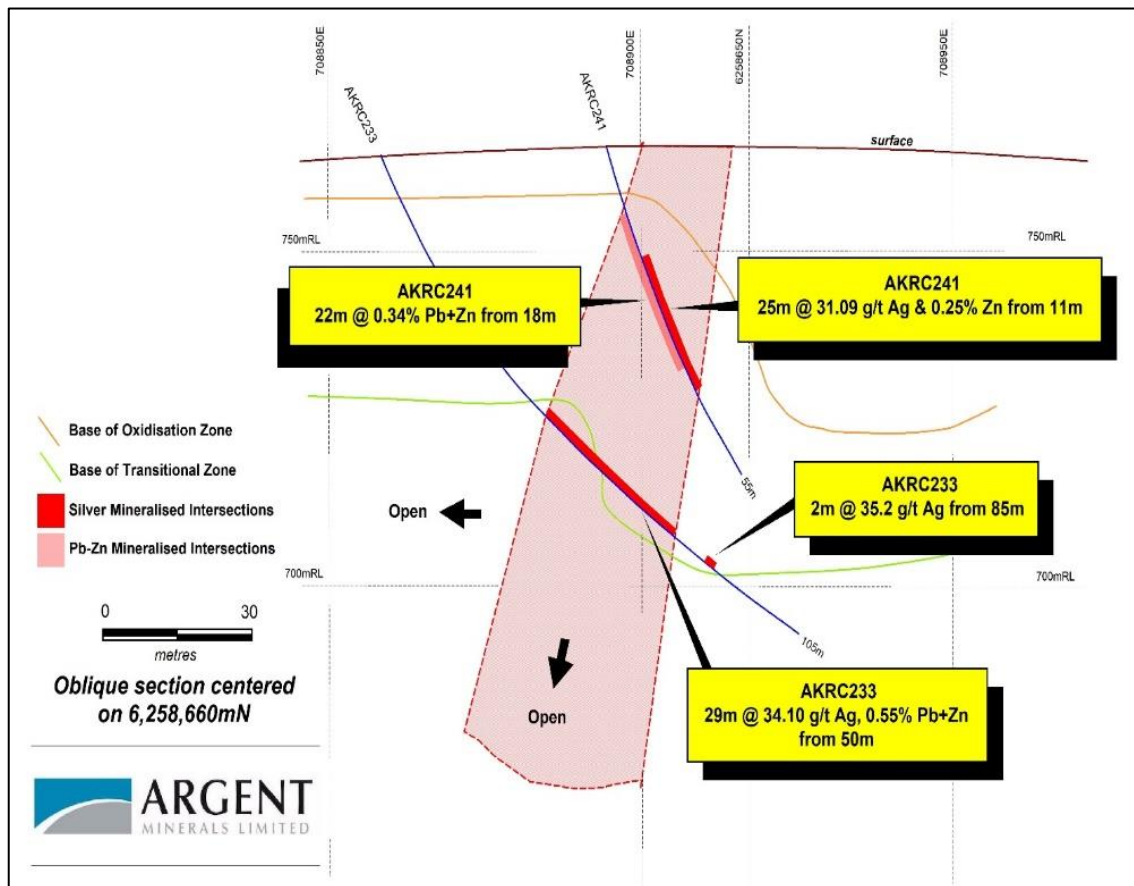 708850E
708900E
6258650N
708950E
AKRC233
AKRC241
surface
750mRL
750mRL
AKRC241
22m @ 0.34% Pb+Zn from 18m
AKRC241
25m @ 31.09 g/t Ag & 0.25% Zn from 11m
Base of Oxidisation Zone
Base of Transitional Zone
Silver Mineralised Intersections
Pb-Zn Mineralised Intersections
Open
55m
AKRC233
2m @ 35.2 g/t Ag from 85m
700mRL
700mRL
0 30
metres
105m
Oblique section centered
on 6,258,660mN
Open
AKRC233
29m @ 34.10 g/t Ag, 0.55% Pb+Zn
from 50m
ARGENT
MINERALS LIMITED